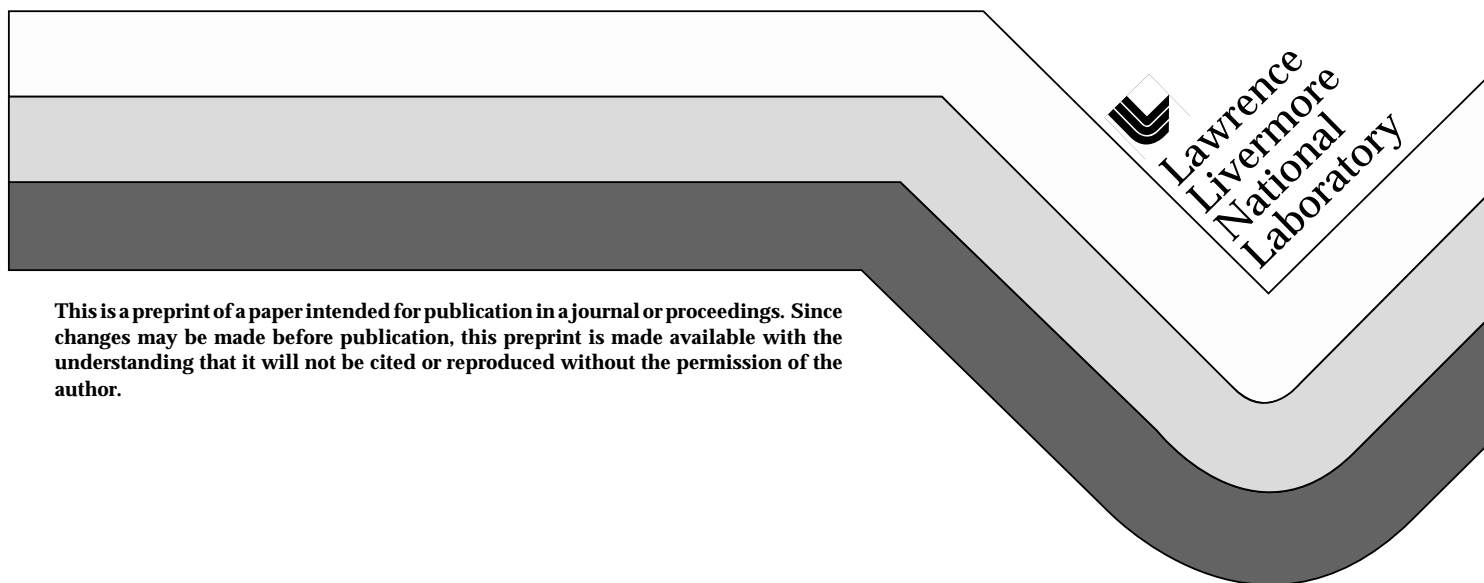 Lawrence
Livermore
National
Laboratory
This is a preprint of a paper intended for publication in a journal or proceedings. Since
changes may be made before publication, this preprint is made available with the
understanding that it will not be cited or reproduced without the permission of the
author.